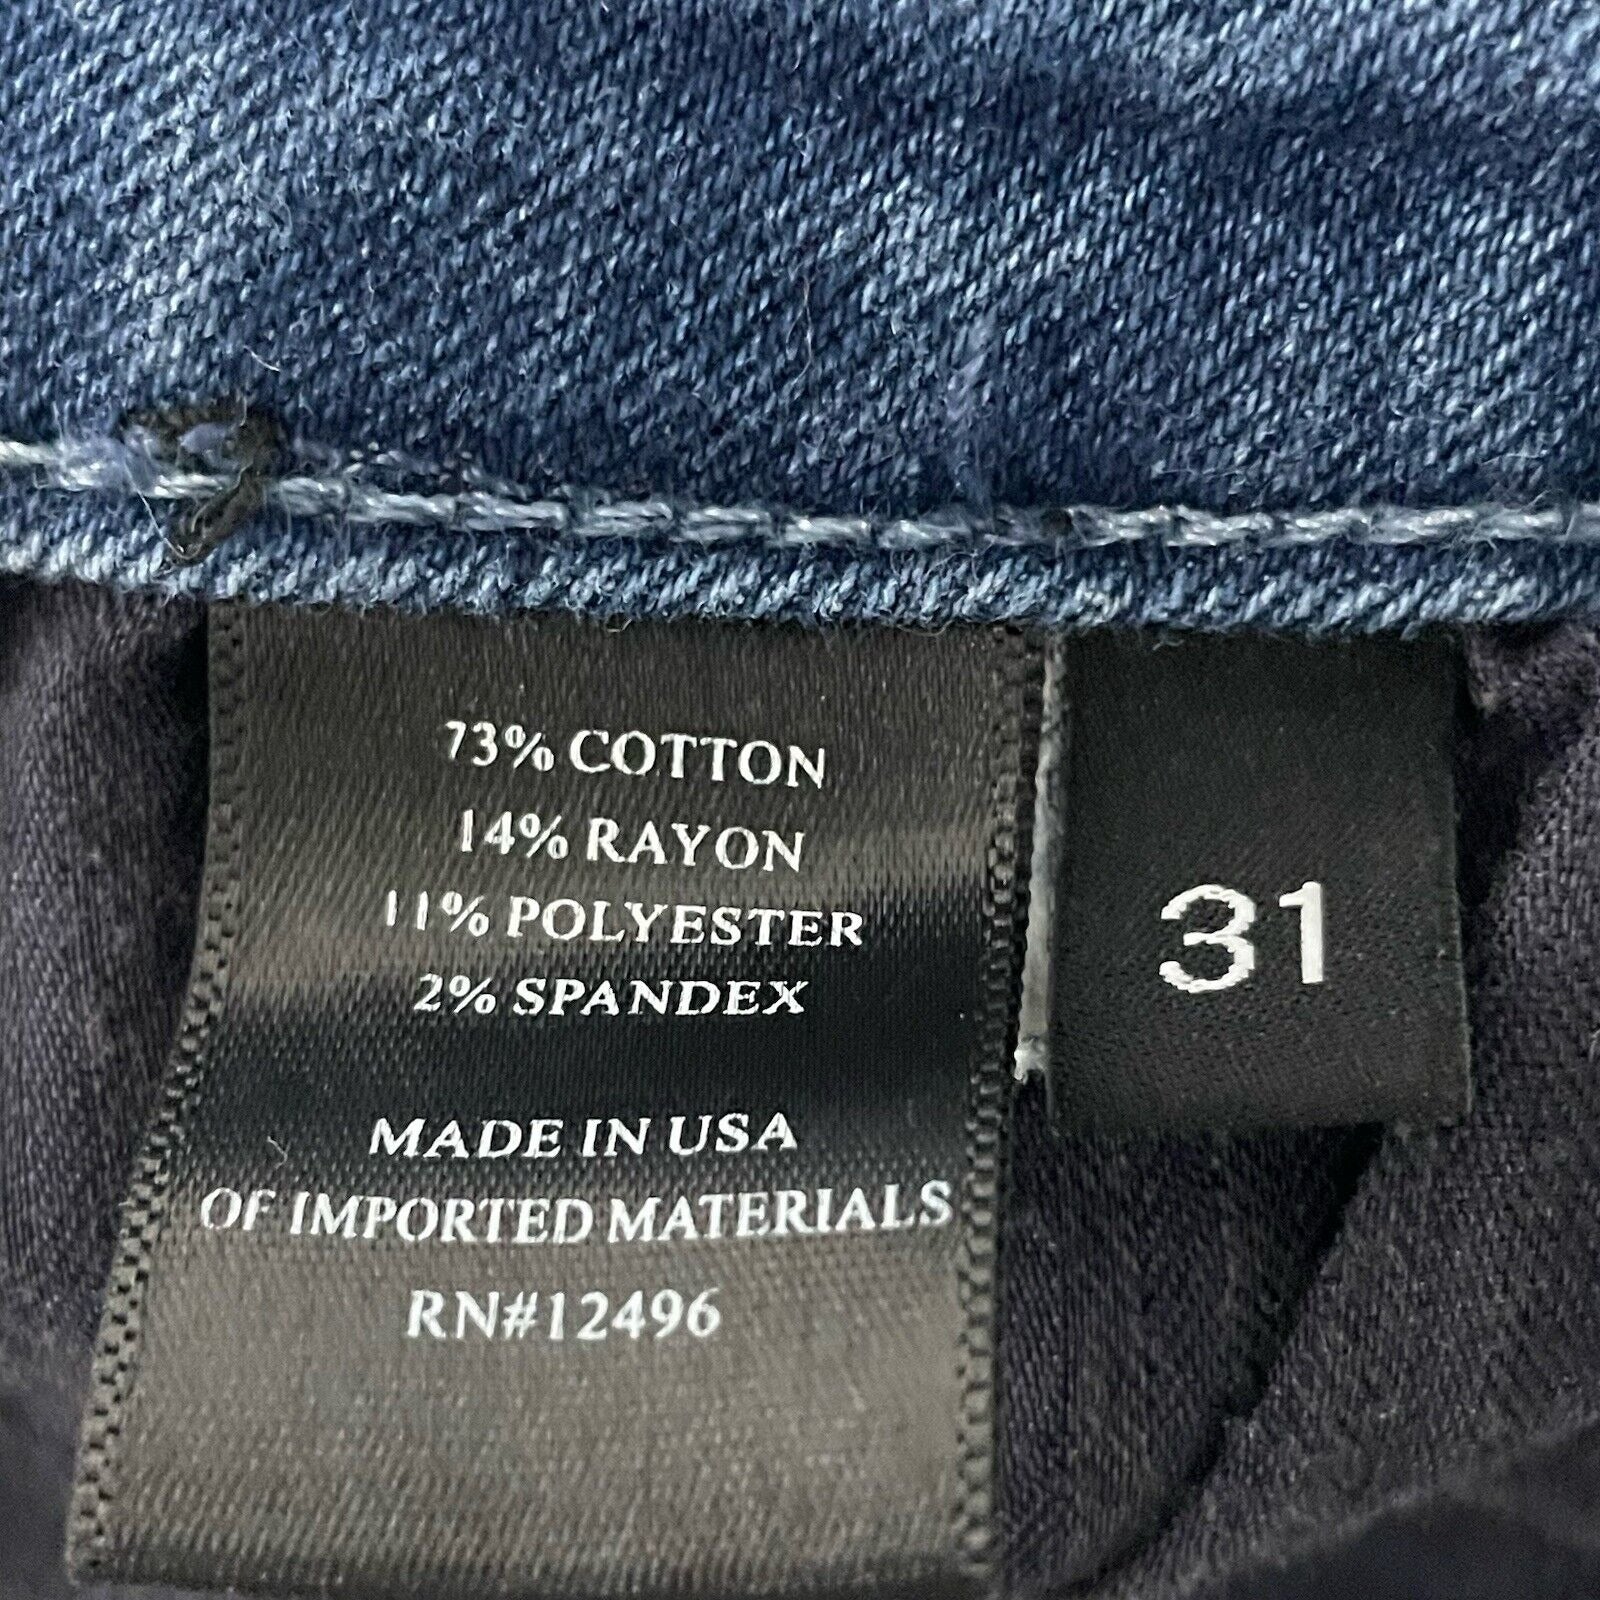 73% COTTON
14% RAYON
11% POLYESTER
2% SPANDEX
MADE IN USA
OF IMPORTED MATERIALS
RN#12496
31